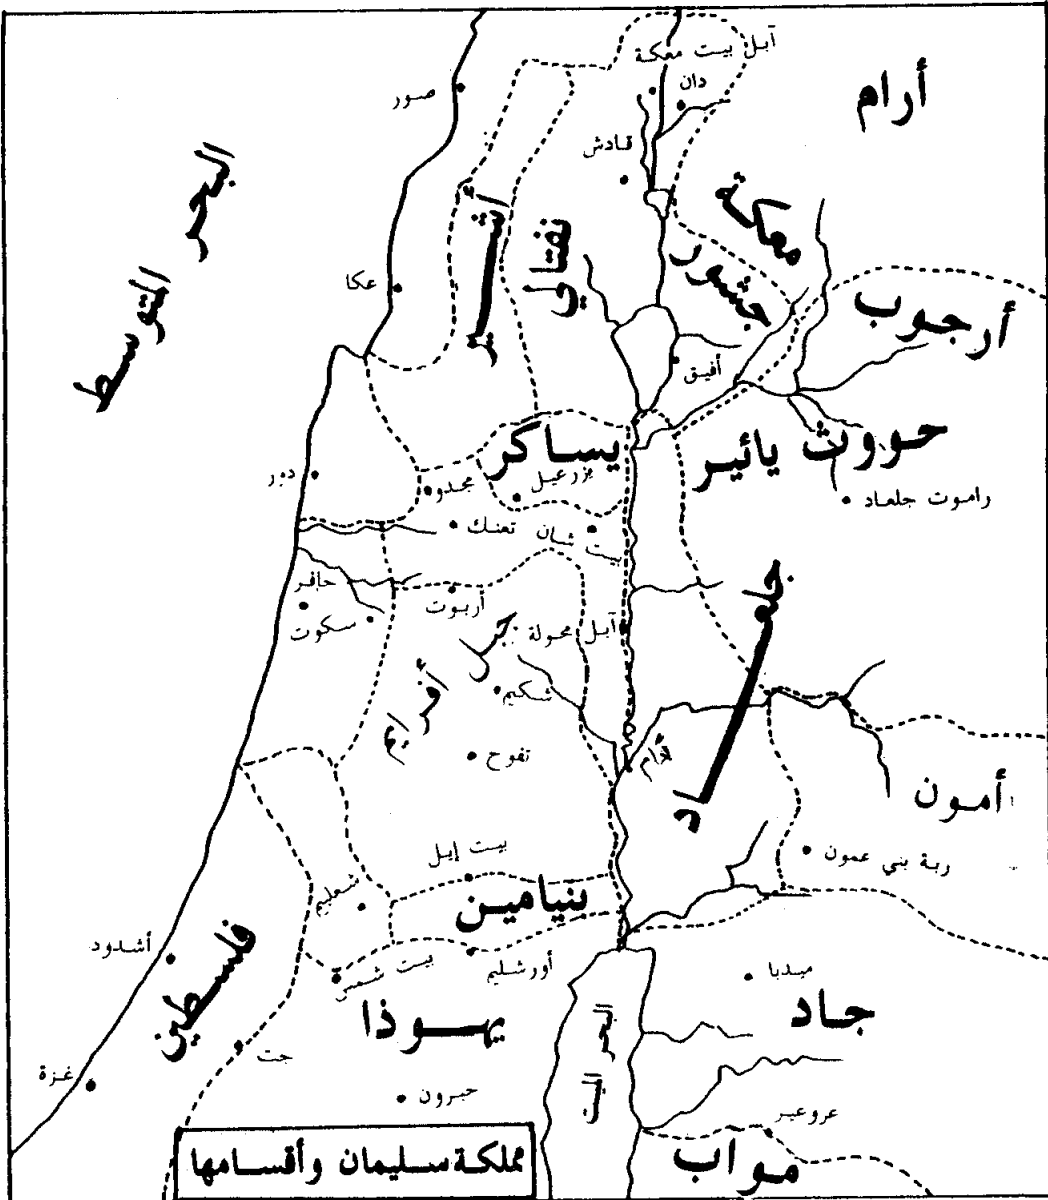 آبل بيت معكة
دان
أرام
صور
قادش
البحر المتوسط
معكة
أشير
نفتالي
جشور
عكا
أرجوب
أفيق
يساكر
حووث يائير
دور
مجدو
يزرعيل
راموت جلعاد
تعنك
بيت شان
حافر
أربوت
سكوت
آبل محولة
جلعاد
جبل أفرايم
شكيم
تفوح
أدام
أمون
ربة بني عمون
بيت إيل
شعلبيم
بنيامين
فلسطين
أشدود
بيت شمس
أورشليم
ميدبا
يهوذا
جاد
البحر الميت
جت
غزة
حبرون
عروعير
مملكة سليمان وأقسامها
مواب